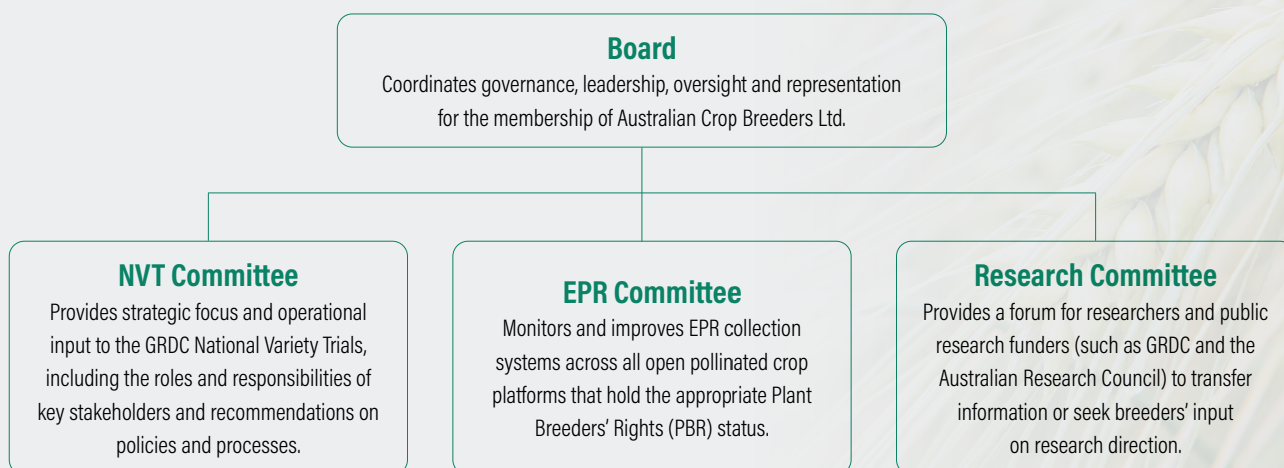 Board
Coordinates governance, leadership, oversight and representation
for the membership of Australian Crop Breeders Ltd.
NVT Committee
Provides strategic focus and operational
input to the GRDC National Variety Trials,
including the roles and responsibilities of
key stakeholders and recommendations on
policies and processes.
EPR Committee
Monitors and improves EPR collection
systems across all open pollinated crop
platforms that hold the appropriate Plant
Breeders’ Rights (PBR) status.
Research Committee
Provides a forum for researchers and public
research funders (such as GRDC and the
Australian Research Council) to transfer
information or seek breeders’ input
on research direction.